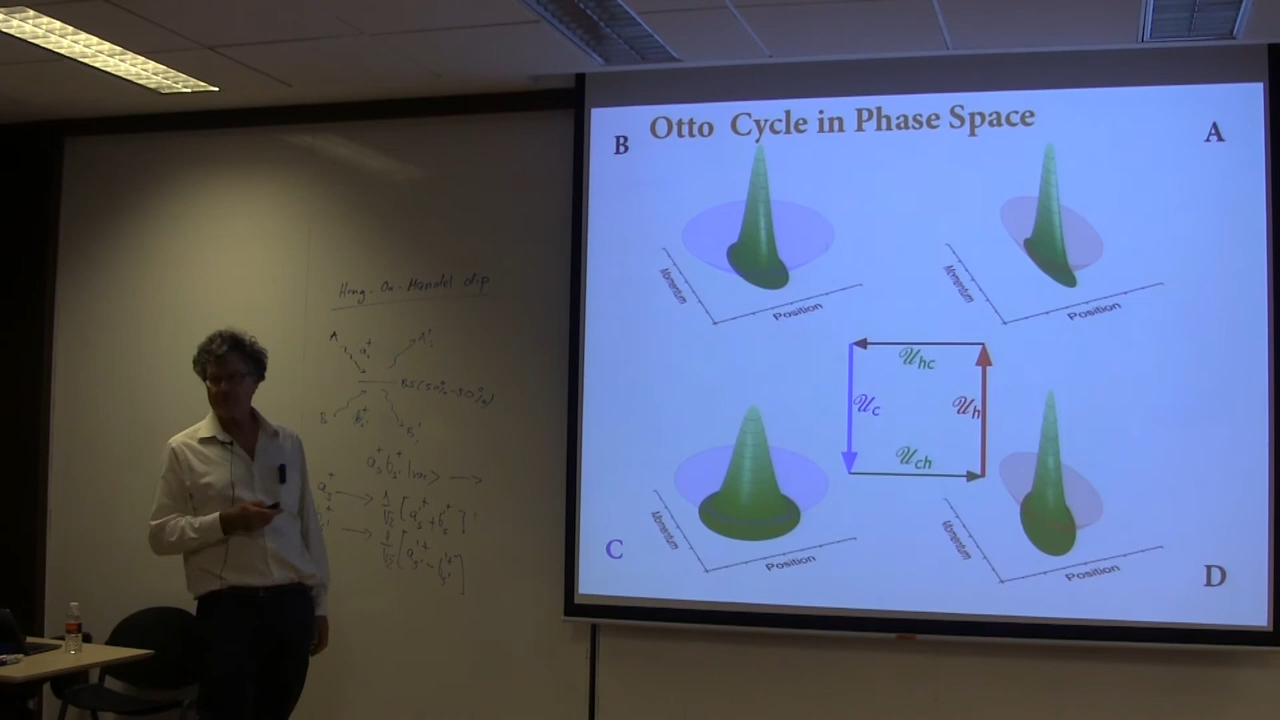 Otto Cycle in Phase Space
B
A
Momentum
Position
Momentum
Position
𝒰hc
𝒰c
𝒰h
𝒰ch
C
D
Momentum
Position
Momentum
Position
Hong-Ou-Mandel dip
A
A'
BS (50%-50%)
B
B'